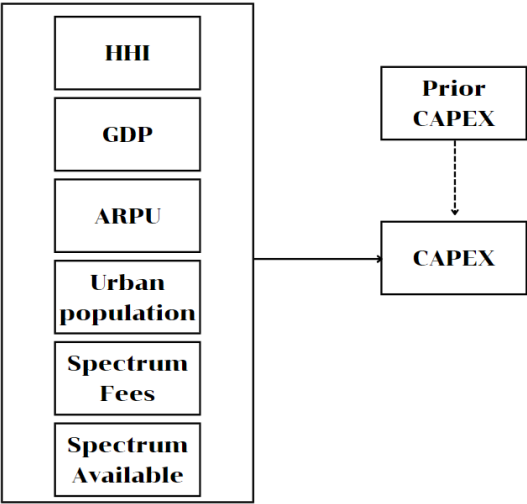 HHI
GDP
ARPU
Urban
population
Spectrum
Fees
Spectrum
Available
Prior
CAPEX
CAPEX